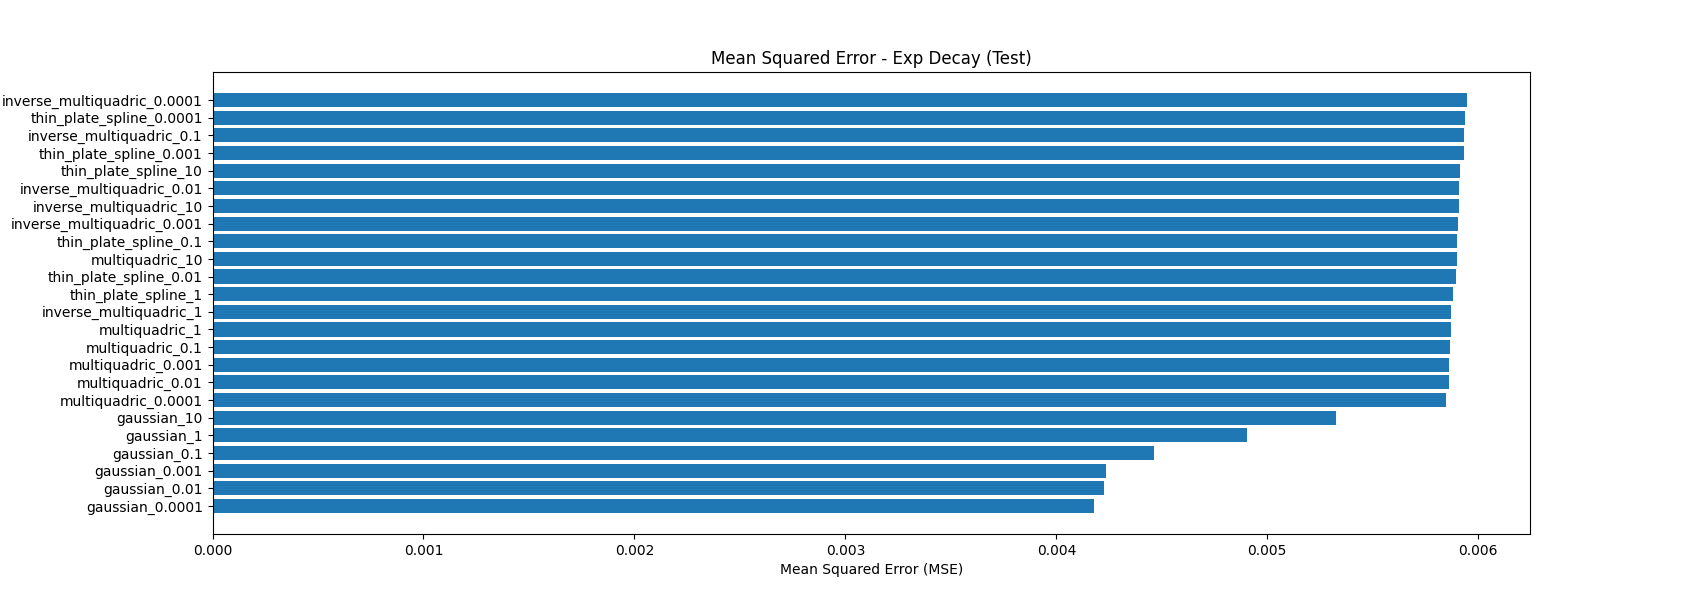 Mean Squared Error - Exp Decay (Test)
inverse_multiquadric_0.0001
thin_plate_spline_0.0001
inverse_multiquadric_0.1
thin_plate_spline_0.001
thin_plate_spline_10
inverse_multiquadric_0.01
inverse_multiquadric_10
inverse_multiquadric_0.001
thin_plate_spline_0.1
multiquadric_10
thin_plate_spline_0.01
thin_plate_spline_1
inverse_multiquadric_1
multiquadric_1
multiquadric_0.1
multiquadric_0.001
multiquadric_0.01
multiquadric_0.0001
gaussian_10
gaussian_1
gaussian_0.1
gaussian_0.001
gaussian_0.01
gaussian_0.0001
0.000 0.001 0.002 0.003 0.004 0.005 0.006
Mean Squared Error (MSE)